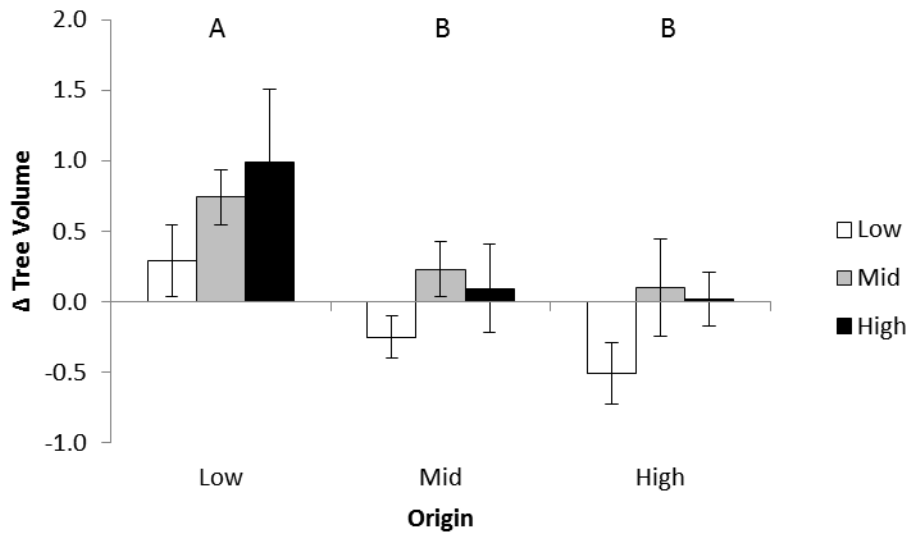 2.0
1.5
1.0
0.5
0.0
-0.5
-1.0
Δ Tree Volume
A B B
Low Mid High
Origin
Low
Mid
High